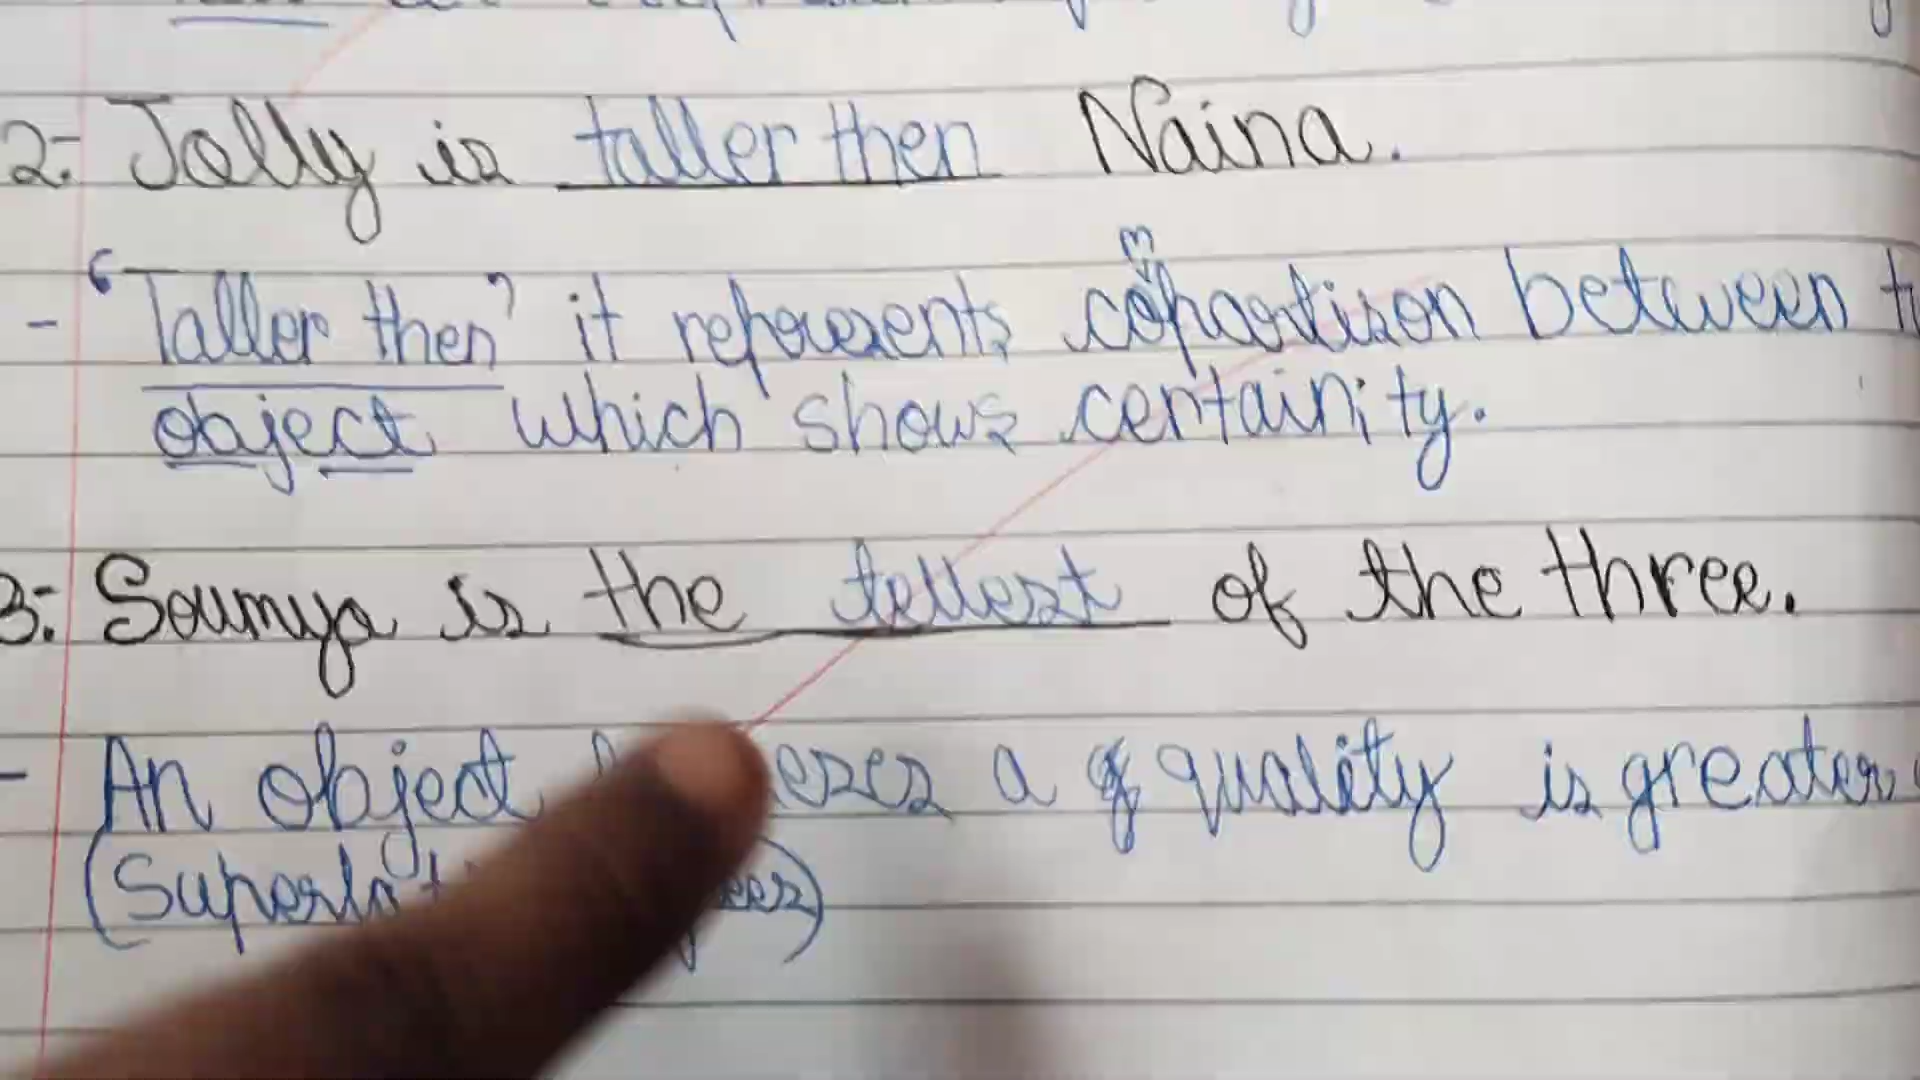 2:- Jolly is taller then Naina.
- "Taller then" it represents comparison between
object which shows certainity.
3:- Soumya is the tellest of the three.
- An object a quality is greater
(